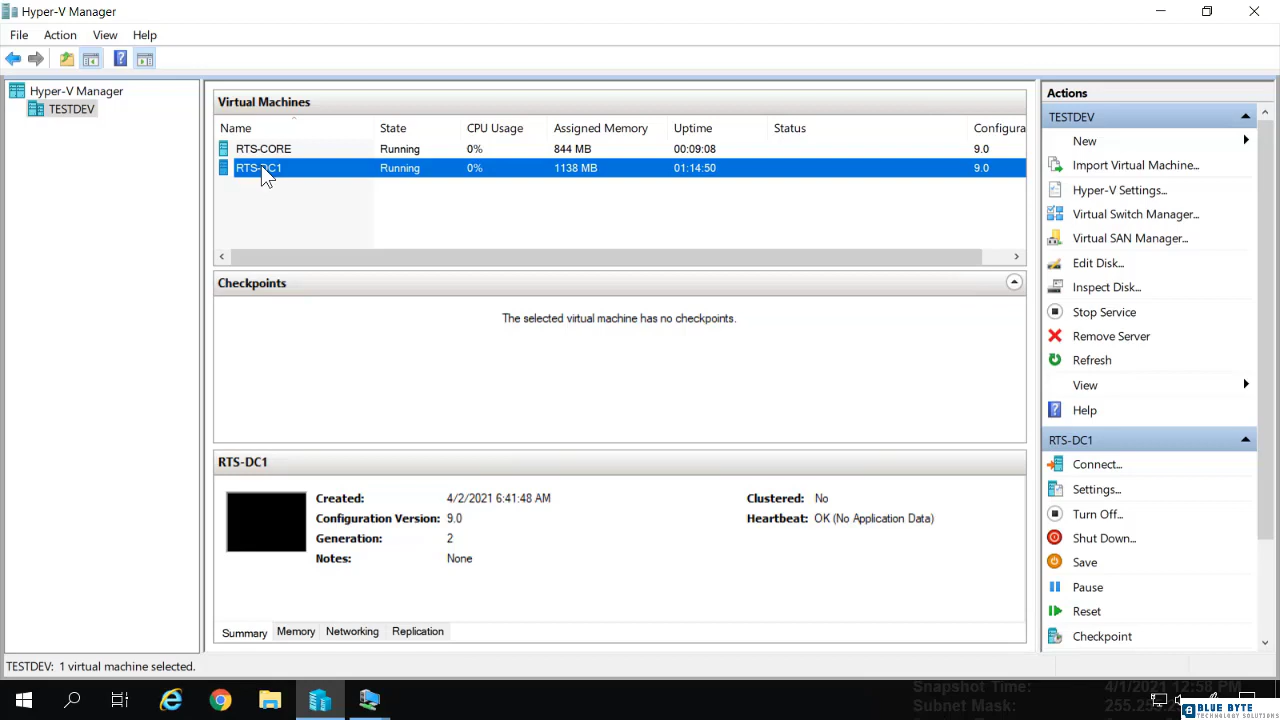 Hyper-V Manager
File Action View Help
Hyper-V Manager
TESTDEV
Virtual Machines
Name State CPU Usage Assigned Memory Uptime Status Configura
RTS-CORE Running 0% 844 MB 00:09:08 9.0
RTS-DC1 Running 0% 1138 MB 01:14:50 9.0
Checkpoints
The selected virtual machine has no checkpoints.
RTS-DC1
Created: 4/2/2021 6:41:48 AM Clustered: No
Configuration Version: 9.0 Heartbeat: OK (No Application Data)
Generation: 2
Notes: None
Summary Memory Networking Replication
Actions
TESTDEV
New
Import Virtual Machine...
Hyper-V Settings...
Virtual Switch Manager...
Virtual SAN Manager...
Edit Disk...
Inspect Disk...
Stop Service
Remove Server
Refresh
View
Help
RTS-DC1
Connect...
Settings...
Turn Off...
Shut Down...
Save
Pause
Reset
Checkpoint
TESTDEV: 1 virtual machine selected.
Snapshot Time: 4/1/2021 12:58 PM
Subnet Mask: 255.255.
BLUE BYTE
TECHNOLOGY SOLUTIONS